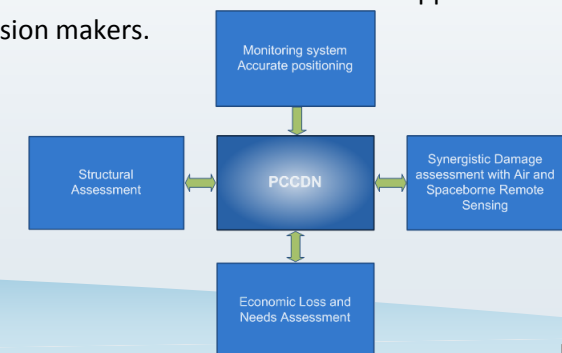 sion makers.
Monitoring system
Accurate positioning
Structural
Assessment
PCCDN
Synergistic Damage
assessment with Air and
Spaceborne Remote
Sensing
Economic Loss and
Needs Assessment